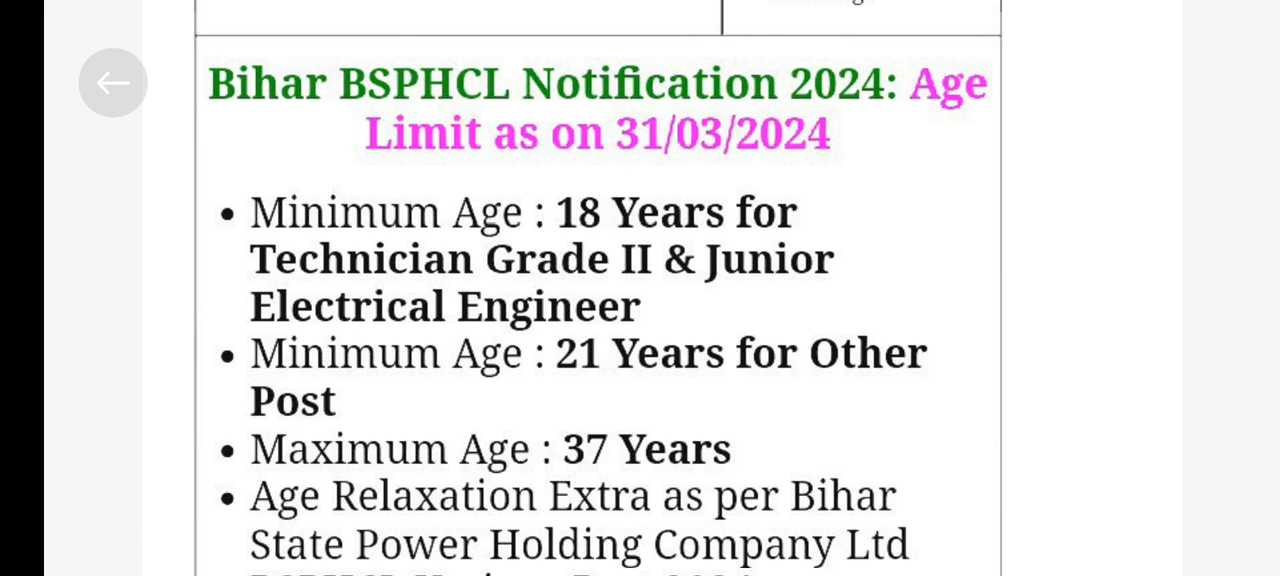 Bihar BSPHCL Notification 2024: Age
Limit as on 31/03/2024
• Minimum Age : 18 Years for
Technician Grade II & Junior
Electrical Engineer
• Minimum Age : 21 Years for Other
Post
• Maximum Age : 37 Years
• Age Relaxation Extra as per Bihar
State Power Holding Company Ltd